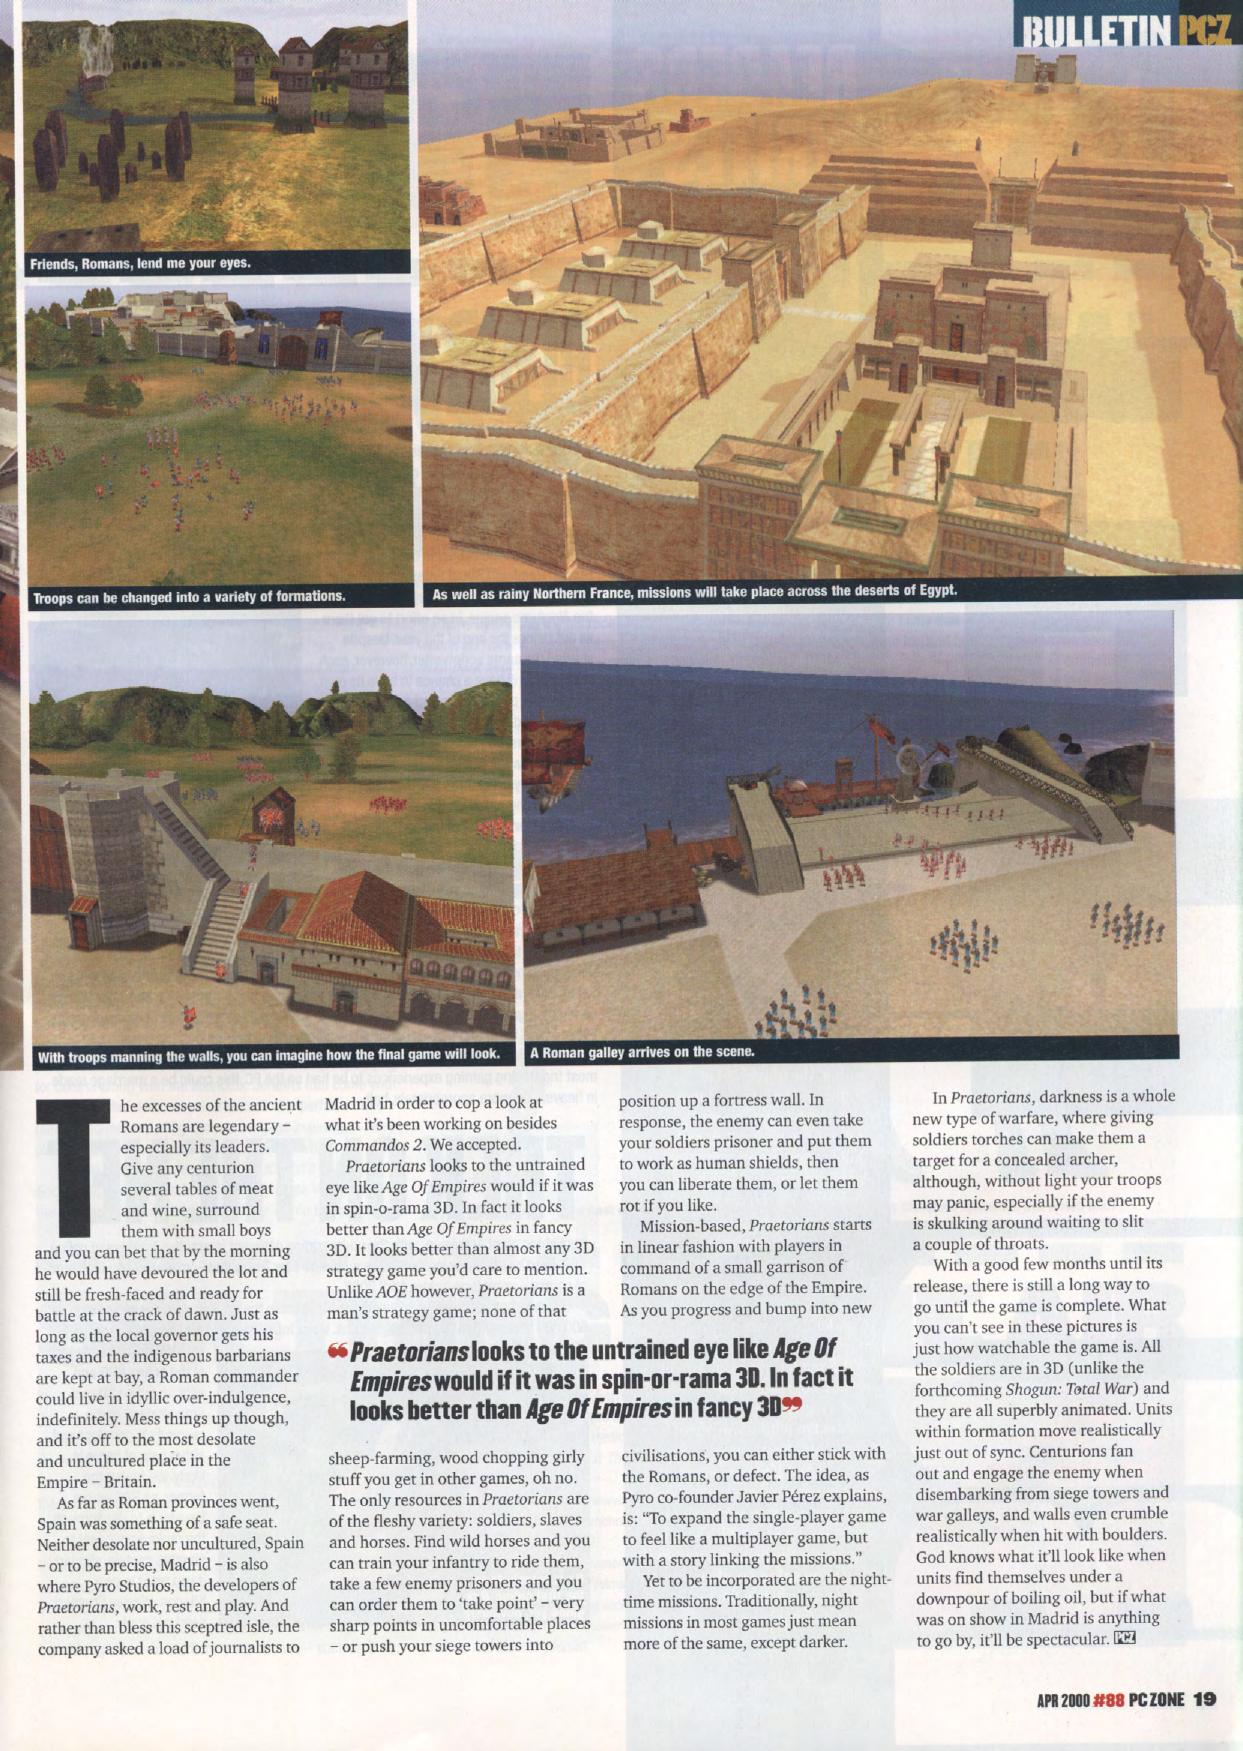 BULLETIN PCZ
Friends, Romans, lend me your eyes.
Troops can be changed into a variety of formations.
As well as rainy Northern France, missions will take place across the deserts of Egypt.
With troops manning the walls, you can imagine how the final game will look.
A Roman galley arrives on the scene.
The excesses of the ancient
Romans are legendary –
especially its leaders.
Give any centurion
several tables of meat
and wine, surround
them with small boys
and you can bet that by the morning
he would have devoured the lot and
still be fresh-faced and ready for
battle at the crack of dawn. Just as
long as the local governor gets his
taxes and the indigenous barbarians
are kept at bay, a Roman commander
could live in idyllic over-indulgence,
indefinitely. Mess things up though,
and it's off to the most desolate
and uncultured place in the
Empire – Britain.
As far as Roman provinces went,
Spain was something of a safe seat.
Neither desolate nor uncultured, Spain
– or to be precise, Madrid – is also
where Pyro Studios, the developers of
Praetorians, work, rest and play. And
rather than bless this sceptred isle, the
company asked a load of journalists to
Madrid in order to cop a look at
what it's been working on besides
Commandos 2. We accepted.
Praetorians looks to the untrained
eye like Age Of Empires would if it was
in spin-o-rama 3D. In fact it looks
better than Age Of Empires in fancy
3D. It looks better than almost any 3D
strategy game you'd care to mention.
Unlike AOE however, Praetorians is a
man's strategy game; none of that
❝Praetorians looks to the untrained eye like Age Of
Empires would if it was in spin-or-rama 3D. In fact it
looks better than Age Of Empires in fancy 3D❞
sheep-farming, wood chopping girly
stuff you get in other games, oh no.
The only resources in Praetorians are
of the fleshy variety: soldiers, slaves
and horses. Find wild horses and you
can train your infantry to ride them,
take a few enemy prisoners and you
can order them to 'take point' – very
sharp points in uncomfortable places
– or push your siege towers into
position up a fortress wall. In
response, the enemy can even take
your soldiers prisoner and put them
to work as human shields, then
you can liberate them, or let them
rot if you like.
Mission-based, Praetorians starts
in linear fashion with players in
command of a small garrison of
Romans on the edge of the Empire.
As you progress and bump into new
civilisations, you can either stick with
the Romans, or defect. The idea, as
Pyro co-founder Javier Pérez explains,
is: "To expand the single-player game
to feel like a multiplayer game, but
with a story linking the missions."
Yet to be incorporated are the night-
time missions. Traditionally, night
missions in most games just mean
more of the same, except darker.
In Praetorians, darkness is a whole
new type of warfare, where giving
soldiers torches can make them a
target for a concealed archer,
although, without light your troops
may panic, especially if the enemy
is skulking around waiting to slit
a couple of throats.
With a good few months until its
release, there is still a long way to
go until the game is complete. What
you can't see in these pictures is
just how watchable the game is. All
the soldiers are in 3D (unlike the
forthcoming Shogun: Total War) and
they are all superbly animated. Units
within formation move realistically
just out of sync. Centurions fan
out and engage the enemy when
disembarking from siege towers and
war galleys, and walls even crumble
realistically when hit with boulders.
God knows what it'll look like when
units find themselves under a
downpour of boiling oil, but if what
was on show in Madrid is anything
to go by, it'll be spectacular. PCZ
APR 2000 #88 PC ZONE 19